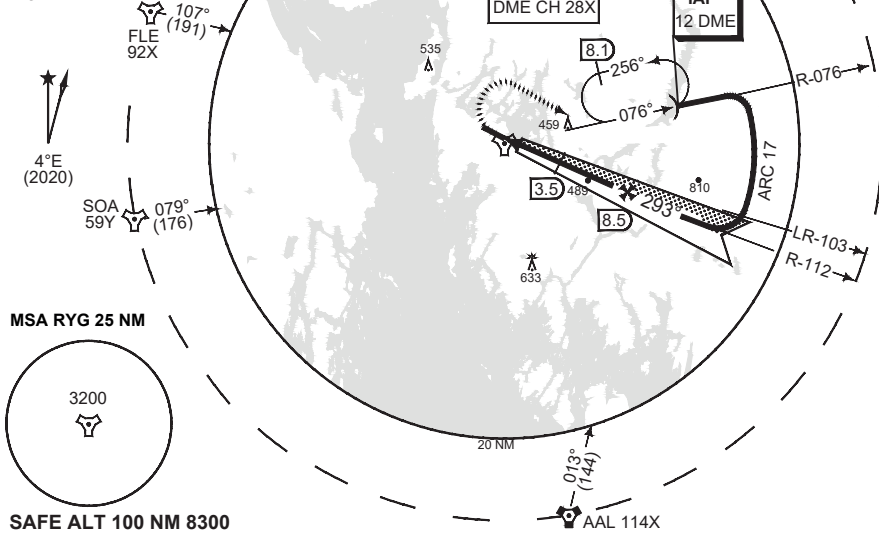 DME CH 28X
IAF
12 DME
107°
(191)
FLE
92X
535
8.1
256°
R-076
459
076°
4°E
(2020)
ARC 17
3.5
489
810
293°
SOA
59Y
079°
(176)
8.5
LR-103
R-112
633
MSA RYG 25 NM
3200
20 NM
013°
(144)
SAFE ALT 100 NM 8300
AAL 114X